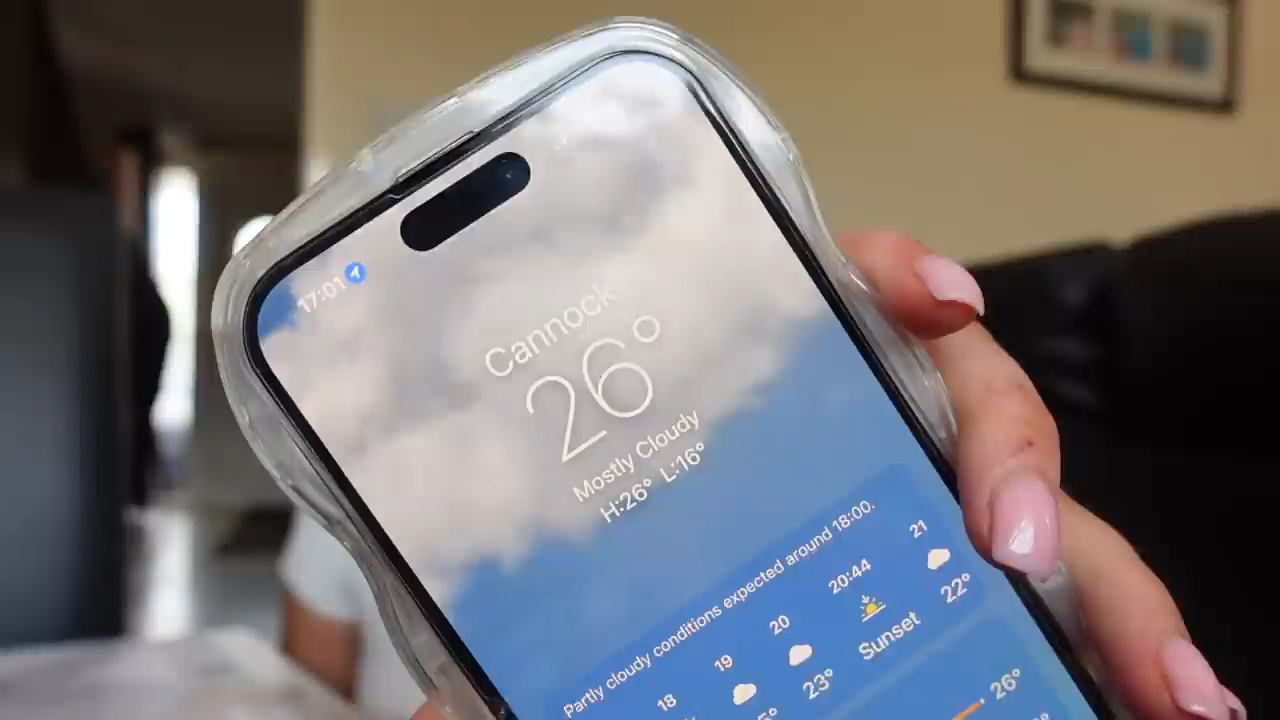 17:01
Cannock
26°
Mostly Cloudy
H:26° L:16°
Partly cloudy conditions expected around 18:00.
18 19 20 20:44 21
23° Sunset 22°
26°